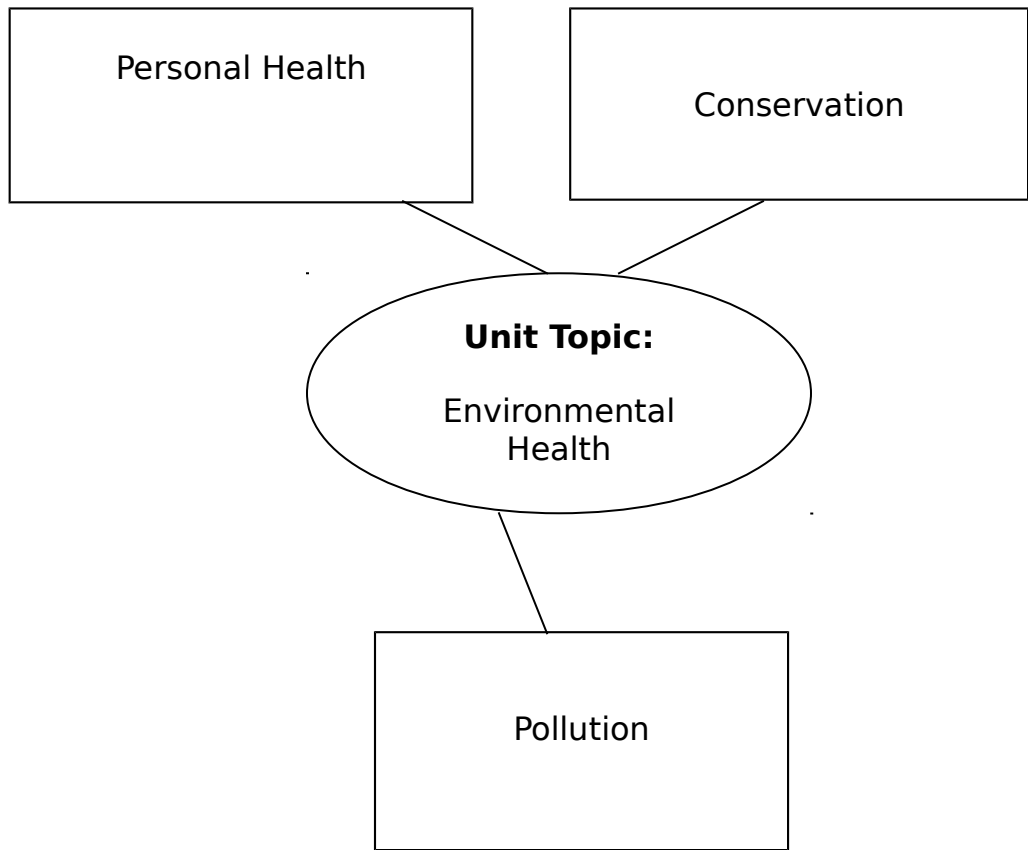 Personal Health
Conservation
Unit Topic:
Environmental
Health
Pollution